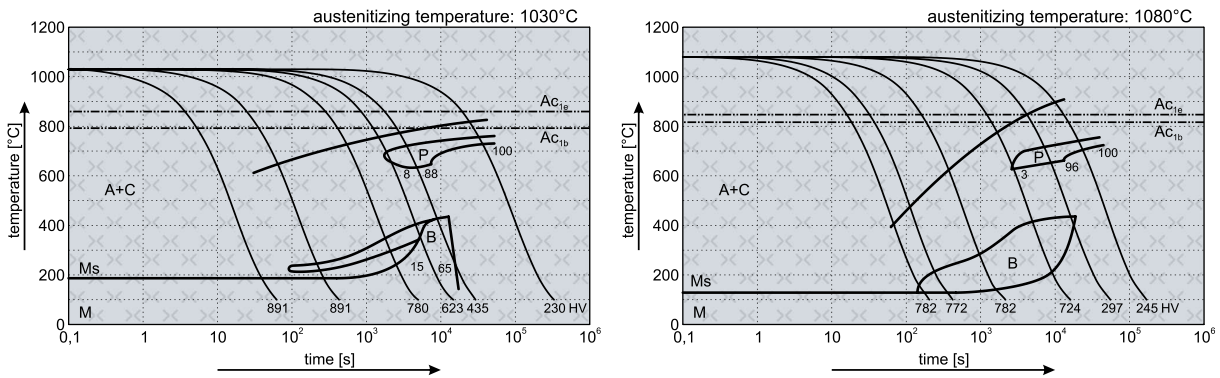 austenitizing temperature: 1030°C
1200
1000
800
600
400
200
0
temperature [°C]
Ac1e
Ac1b
A+C
P
8 88
100
B
15 65
Ms
M
891 891 780 623 435 230 HV
0,1 1 10 10² 10³ 10⁴ 10⁵ 10⁶
time [s]
austenitizing temperature: 1080°C
1200
1000
800
600
400
200
0
temperature [°C]
Ac1e
Ac1b
A+C
P
3 96
100
B
Ms
M
782 772 782 724 297 245 HV
0,1 1 10 10² 10³ 10⁴ 10⁵ 10⁶
time [s]